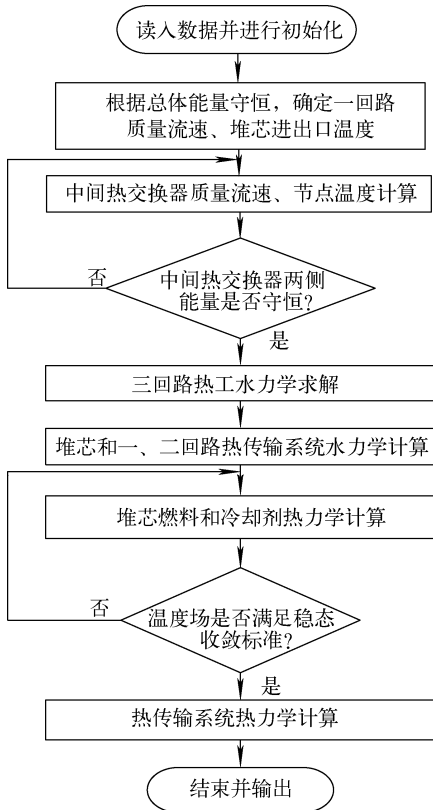 读入数据并进行初始化
根据总体能量守恒，确定一回路
质量流速、堆芯进出口温度
中间热交换器质量流速、节点温度计算
否
中间热交换器两侧
能量是否守恒?
是
三回路热工水力学求解
堆芯和一、二回路热传输系统水力学计算
堆芯燃料和冷却剂热力学计算
否
温度场是否满足稳态
收敛标准?
是
热传输系统热力学计算
结束并输出